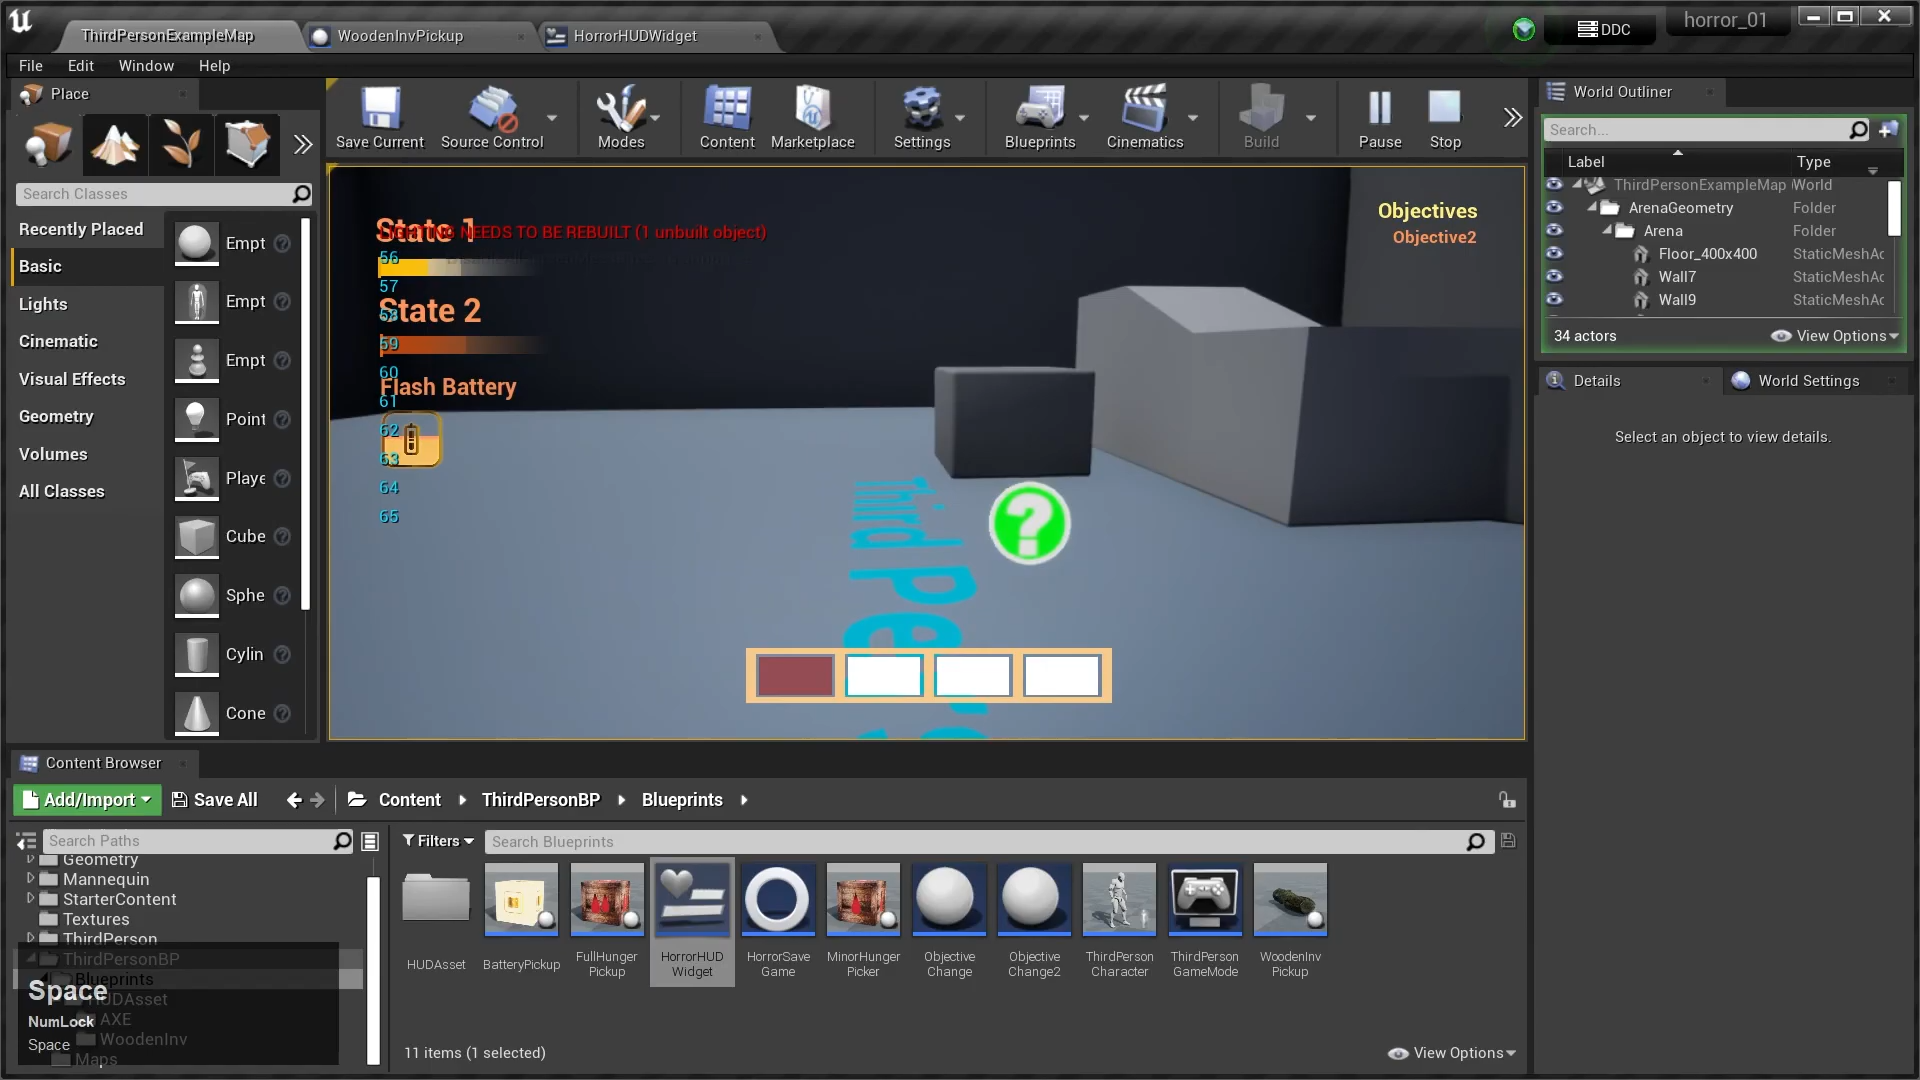 ThirdPersonExampleMap
WoodenInvPickup
HorrorHUDWidget
DDC
horror_01
File Edit Window Help
Place
Save Current
Source Control
Modes
Content
Marketplace
Settings
Blueprints
Cinematics
Build
Pause
Stop
Search Classes
Recently Placed
Basic
Lights
Cinematic
Visual Effects
Geometry
Volumes
All Classes
Empt
Empt
Empt
Point
Playe
Cube
Sphe
Cylin
Cone
State 1
NEEDS TO BE REBUILT (1 unbuilt object)
56
57
58
State 2
59
60
Flash Battery
61
62
63
64
65
Objectives
Objective2
Third Perso
World Outliner
Search...
Label Type
ThirdPersonExampleMap World
ArenaGeometry Folder
Arena Folder
Floor_400x400 StaticMeshAc
Wall7 StaticMeshAc
Wall9 StaticMeshAc
34 actors
View Options
Details
World Settings
Select an object to view details.
Content Browser
Add/Import
Save All
Content
ThirdPersonBP
Blueprints
Search Paths
Filters
Search Blueprints
Geometry
Mannequin
StarterContent
Textures
ThirdPerson
ThirdPersonBP
Blueprints
HUDAsset
AXE
WoodenInv
Maps
Space
NumLock
Space
HUDAsset
BatteryPickup
FullHunger
Pickup
HorrorHUD
Widget
HorrorSave
Game
MinorHunger
Picker
Objective
Change
Objective
Change2
ThirdPerson
Character
ThirdPerson
GameMode
WoodenInv
Pickup
11 items (1 selected)
View Options